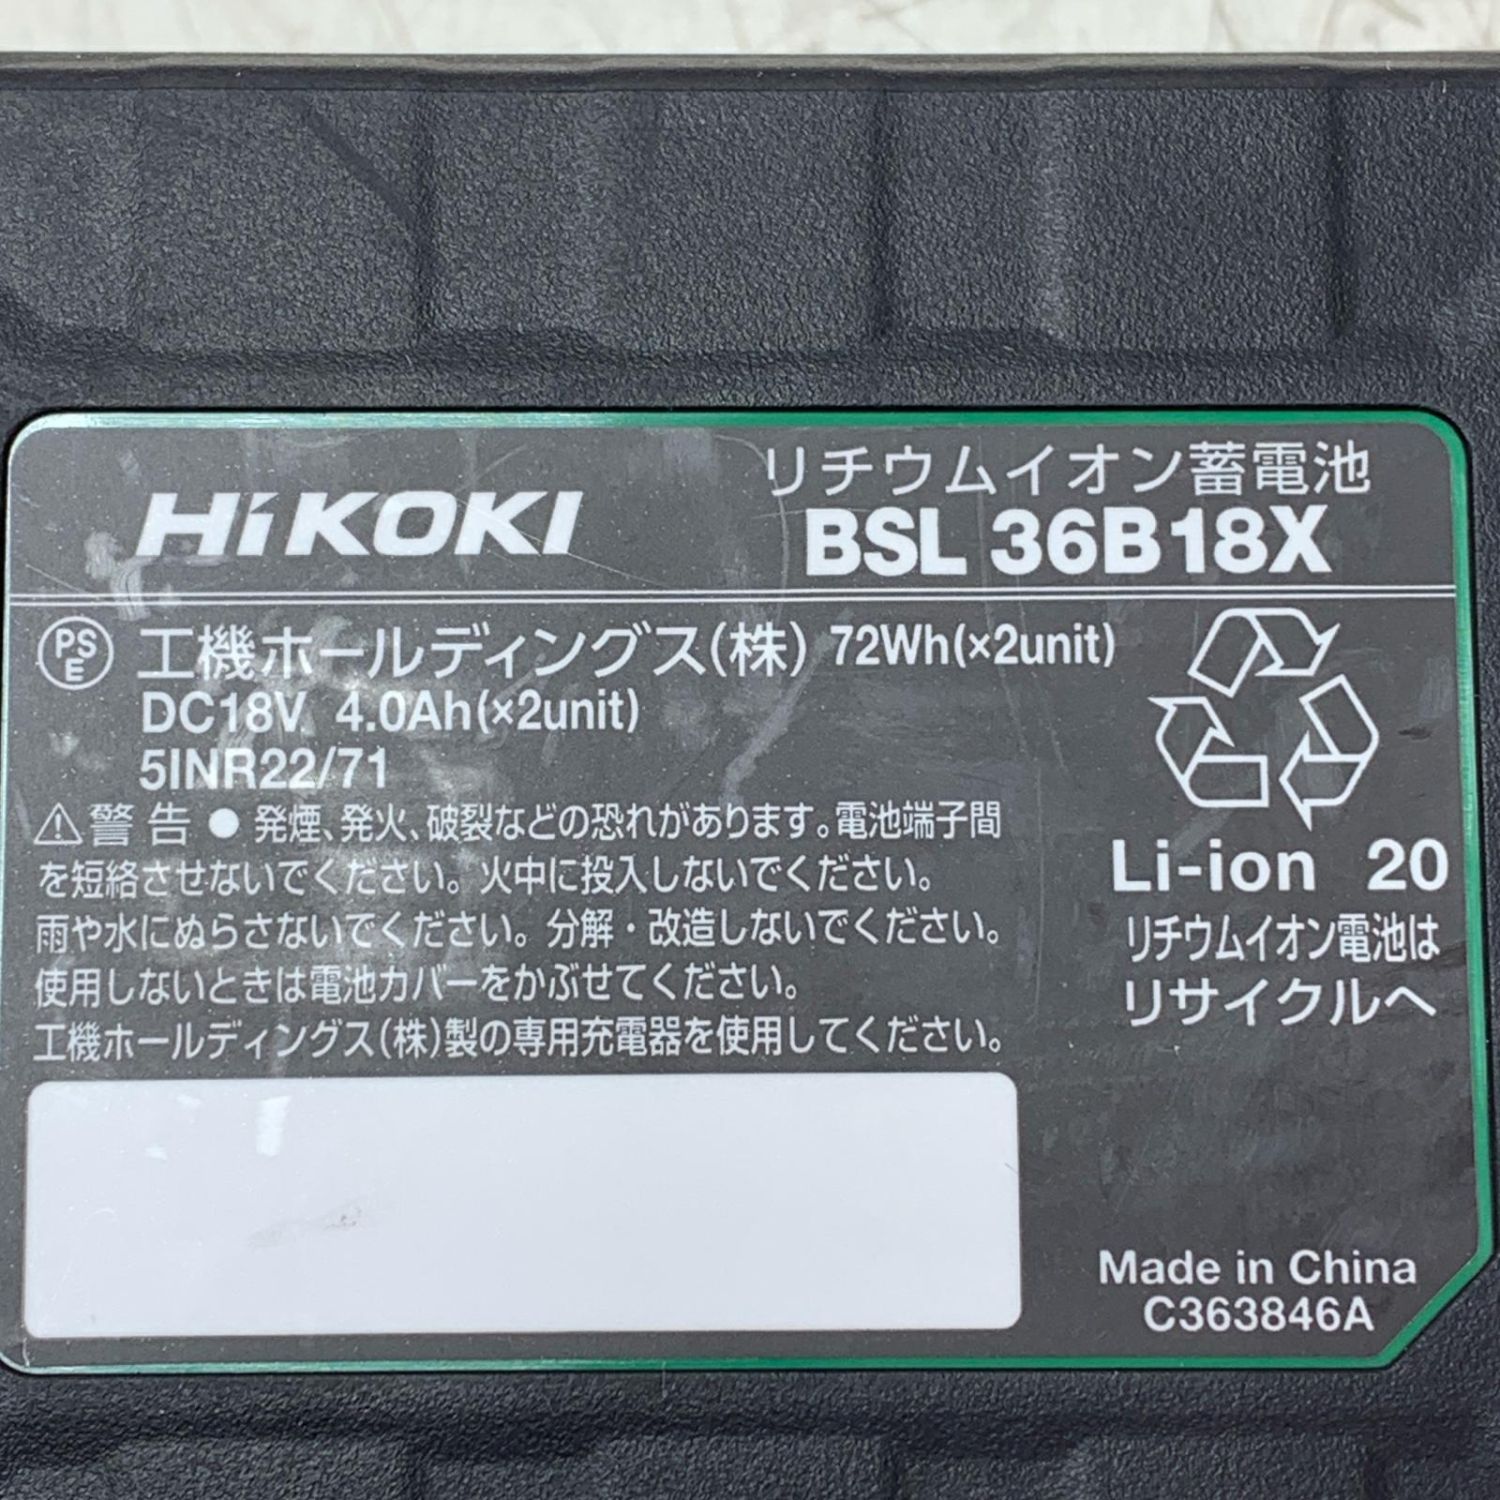 HiKOKI
リチウムイオン蓄電池
BSL 36B18X
PSE 工機ホールディングス(株) 72Wh(×2unit)
DC18V 4.0Ah(×2unit)
5INR22/71
⚠警告 ● 発煙、発火、破裂などの恐れがあります。電池端子間
を短絡させないでください。火中に投入しないでください。
雨や水にぬらさないでください。分解・改造しないでください。
使用しないときは電池カバーをかぶせてください。
工機ホールディングス(株)製の専用充電器を使用してください。
Li-ion 20
リチウムイオン電池は
リサイクルへ
Made in China
C363846A